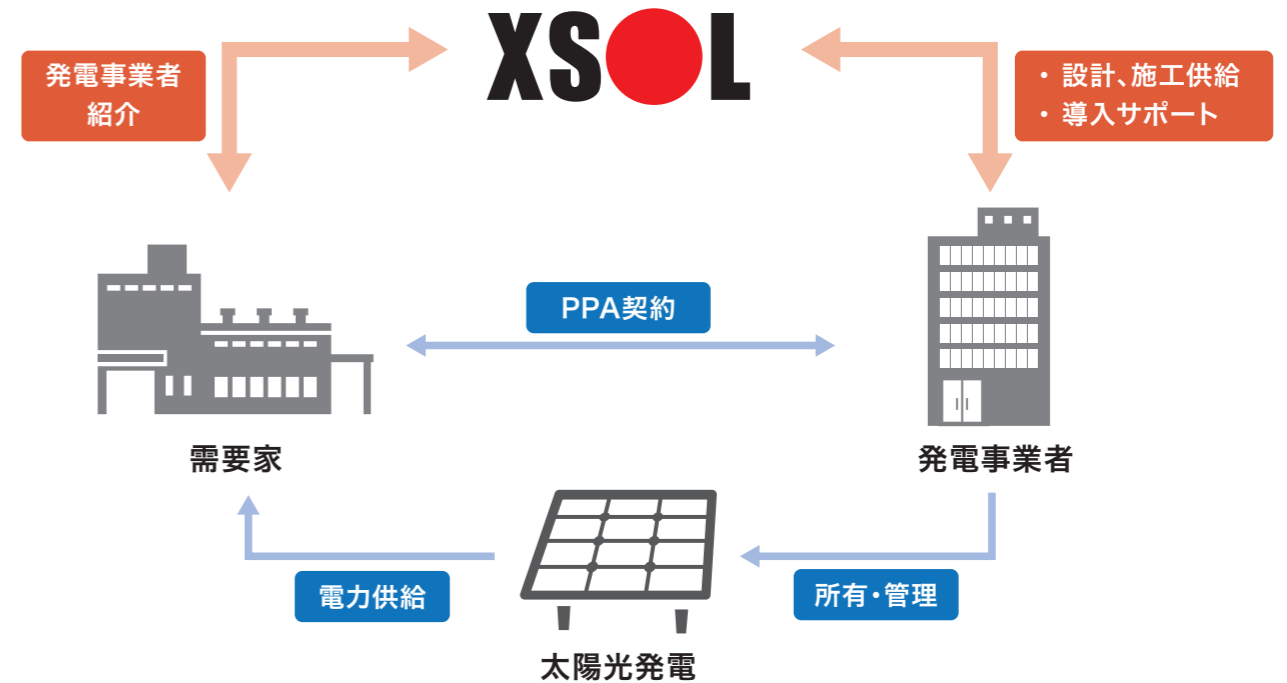 XSOL
発電事業者
紹介
・ 設計、施工供給
・ 導入サポート
PPA契約
需要家
発電事業者
電力供給
所有・管理
太陽光発電